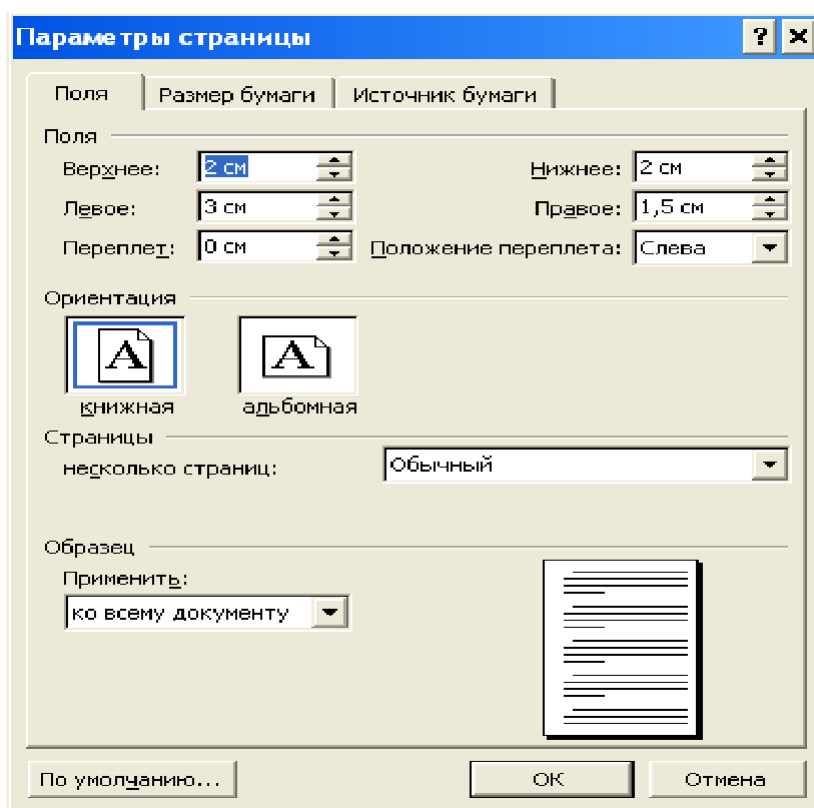 Параметры страницы
Поля Размер бумаги Источник бумаги
Поля
Верхнее: 2 см Нижнее: 2 см
Левое: 3 см Правое: 1,5 см
Переплет: 0 см Положение переплета: Слева
Ориентация
A A
книжная альбомная
Страницы
несколько страниц: Обычный
Образец
Применить:
ко всему документу
По умолчанию... ОК Отмена